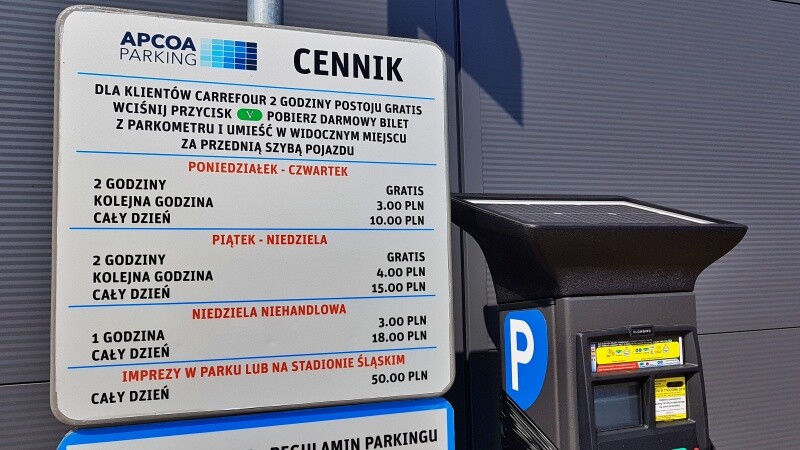 APCOA
PARKING
CENNIK
DLA KLIENTÓW CARREFOUR 2 GODZINY POSTOJU GRATIS
WCIŚNIJ PRZYCISK V POBIERZ DARMOWY BILET
Z PARKOMETRU I UMIEŚĆ W WIDOCZNYM MIEJSCU
ZA PRZEDNIĄ SZYBĄ POJAZDU
PONIEDZIAŁEK - CZWARTEK
2 GODZINY GRATIS
KOLEJNA GODZINA 3.00 PLN
CAŁY DZIEŃ 10.00 PLN
PIĄTEK - NIEDZIELA
2 GODZINY GRATIS
KOLEJNA GODZINA 4.00 PLN
CAŁY DZIEŃ 15.00 PLN
NIEDZIELA NIEHANDLOWA
1 GODZINA 3.00 PLN
CAŁY DZIEŃ 18.00 PLN
IMPREZY W PARKU LUB NA STADIONIE ŚLĄSKIM
CAŁY DZIEŃ 50.00 PLN
REGULAMIN PARKINGU
P